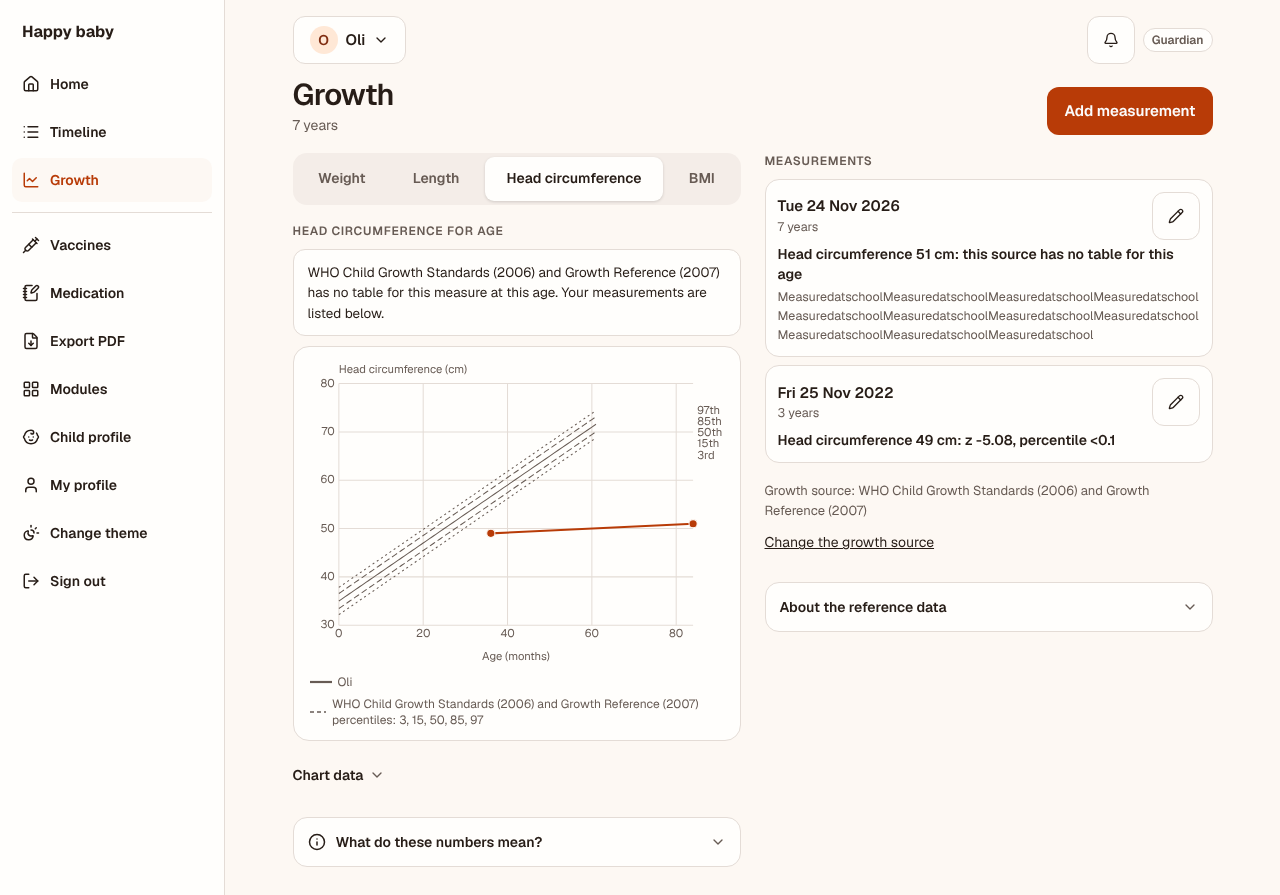 Happy baby
Home
Timeline
Growth
Vaccines
Medication
Export PDF
Modules
Child profile
My profile
Change theme
Sign out
O Oli
Guardian
Growth
7 years
Add measurement
Weight Length Head circumference BMI
HEAD CIRCUMFERENCE FOR AGE
WHO Child Growth Standards (2006) and Growth Reference (2007)
has no table for this measure at this age. Your measurements are
listed below.
Head circumference (cm)
80
70
60
50
40
30
97th
85th
50th
15th
3rd
0 20 40 60 80
Age (months)
Oli
WHO Child Growth Standards (2006) and Growth Reference (2007)
percentiles: 3, 15, 50, 85, 97
Chart data
What do these numbers mean?
MEASUREMENTS
Tue 24 Nov 2026
7 years
Head circumference 51 cm: this source has no table for this
age
MeasuredatschoolMeasuredatschoolMeasuredatschoolMeasuredatschool
MeasuredatschoolMeasuredatschoolMeasuredatschoolMeasuredatschool
MeasuredatschoolMeasuredatschoolMeasuredatschool
Fri 25 Nov 2022
3 years
Head circumference 49 cm: z -5.08, percentile <0.1
Growth source: WHO Child Growth Standards (2006) and Growth
Reference (2007)
Change the growth source
About the reference data